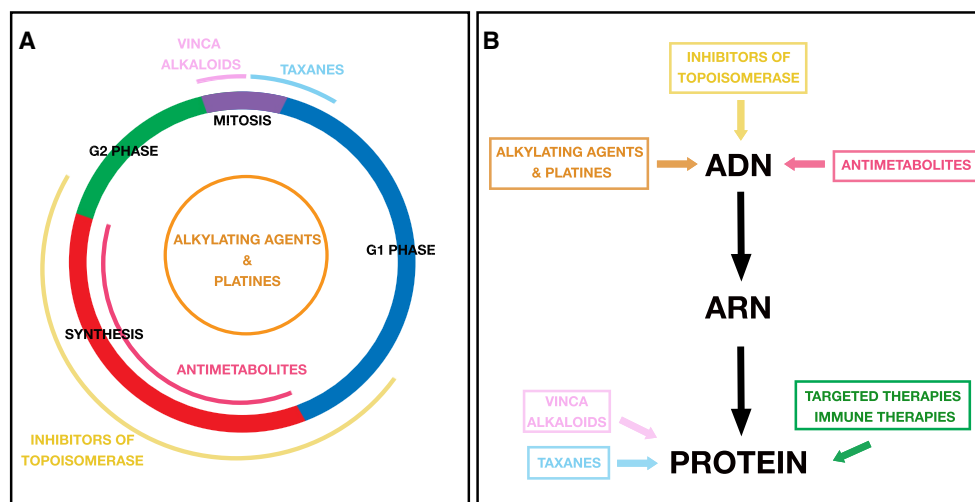 A
VINCA
ALKALOIDS
TAXANES
MITOSIS
G2 PHASE
ALKYLATING AGENTS
&
PLATINES
G1 PHASE
SYNTHESIS
ANTIMETABOLITES
INHIBITORS OF
TOPOISOMERASE
B
INHIBITORS OF
TOPOISOMERASE
ALKYLATING AGENTS
& PLATINES
ADN
ANTIMETABOLITES
ARN
VINCA
ALKALOIDS
TARGETED THERAPIES
IMMUNE THERAPIES
TAXANES
PROTEIN